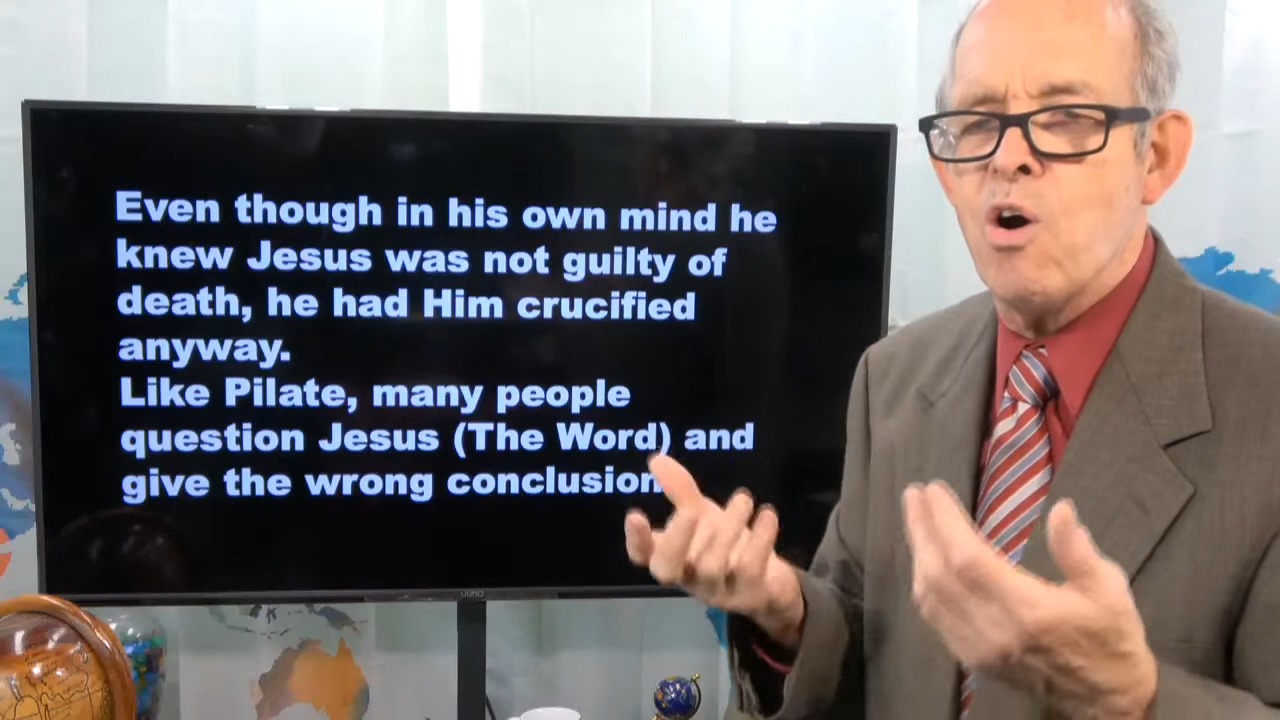 Even though in his own mind he
knew Jesus was not guilty of
death, he had Him crucified
anyway.
Like Pilate, many people
question Jesus (The Word) and
give the wrong conclusion
VIZIO